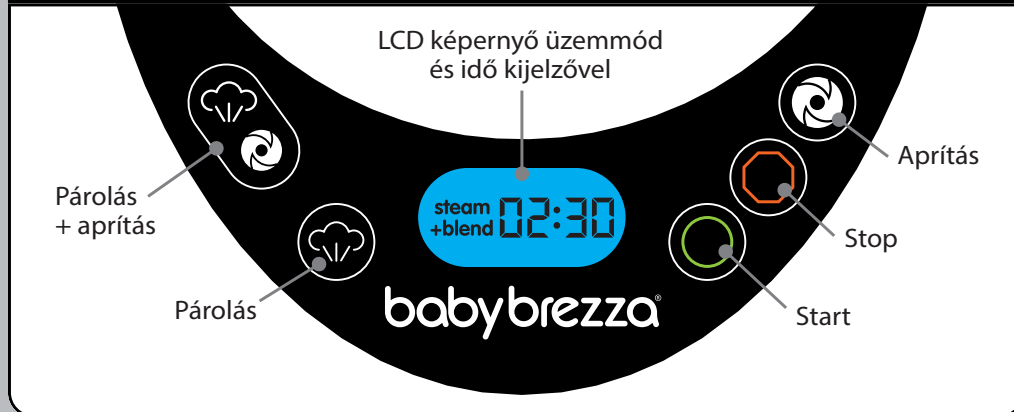 LCD képernyő üzemmód
és idő kijelzővel
Aprítás
Párolás
+ aprítás
steam
+blend
02:30
Stop
Párolás
babybrezza®
Start